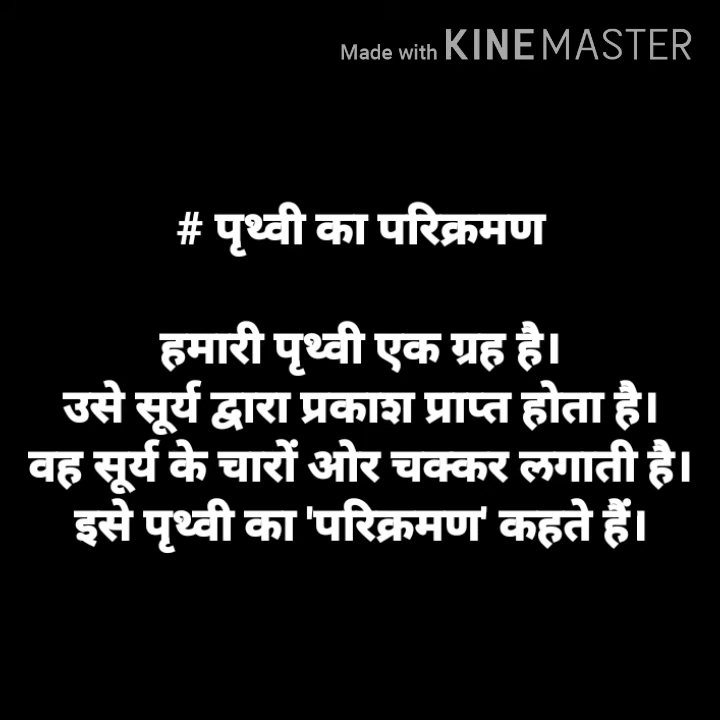 Made with KINEMASTER
# पृथ्वी का परिक्रमण
हमारी पृथ्वी एक ग्रह है।
उसे सूर्य द्वारा प्रकाश प्राप्त होता है।
वह सूर्य के चारों ओर चक्कर लगाती है।
इसे पृथ्वी का 'परिक्रमण' कहते हैं।